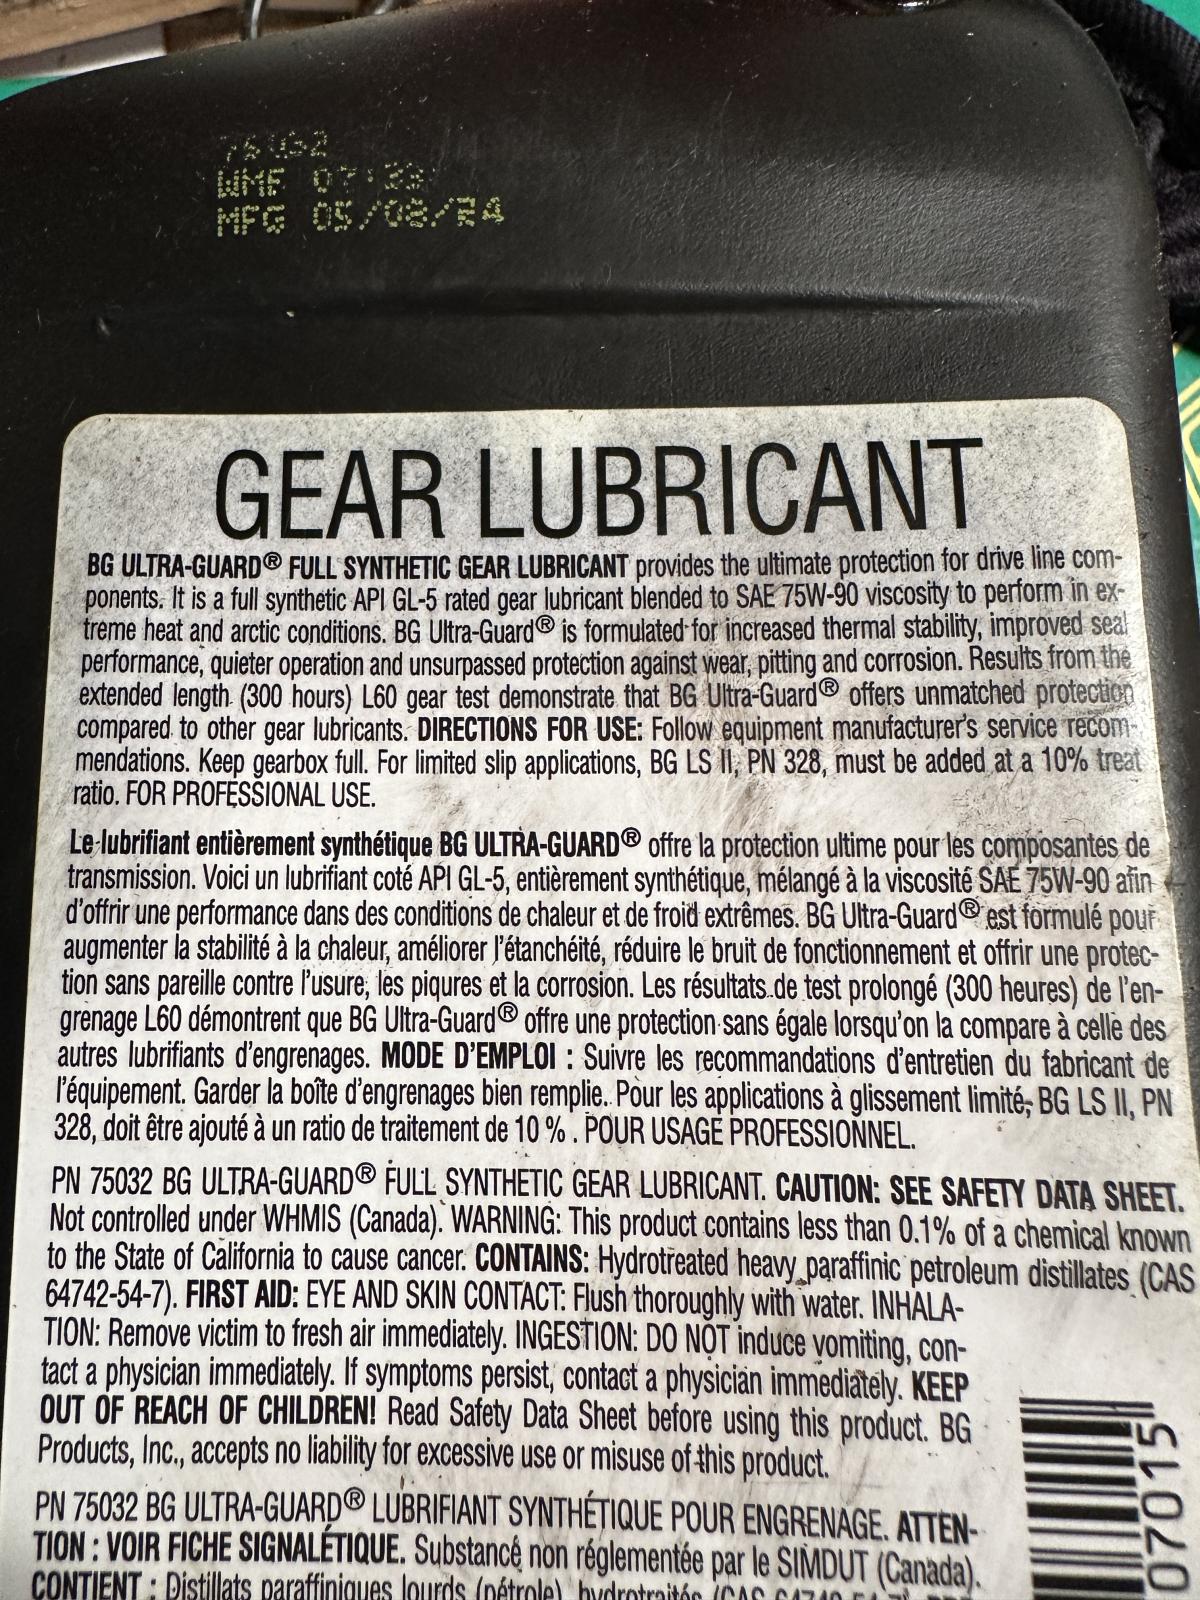 WMF 07:23
MFG 05/08/
GEAR LUBRICANT
BG ULTRA-GUARD® FULL SYNTHETIC GEAR LUBRICANT provides the ultimate protection for drive line com-
ponents. It is a full synthetic API GL-5 rated gear lubricant blended to SAE 75W-90 viscosity to perform in ex-
treme heat and arctic conditions. BG Ultra-Guard® is formulated for increased thermal stability, improved seal
performance, quieter operation and unsurpassed protection against wear, pitting and corrosion. Results from the
extended length (300 hours) L60 gear test demonstrate that BG Ultra-Guard® offers unmatched protection
compared to other gear lubricants. DIRECTIONS FOR USE: Follow equipment manufacturer's service recom-
mendations. Keep gearbox full. For limited slip applications, BG LS II, PN 328, must be added at a 10% treat
ratio. FOR PROFESSIONAL USE.
Le lubrifiant entièrement synthétique BG ULTRA-GUARD® offre la protection ultime pour les composantes de
transmission. Voici un lubrifiant coté API GL-5, entièrement synthétique, mélangé à la viscosité SAE 75W-90 afin
d'offrir une performance dans des conditions de chaleur et de froid extrêmes. BG Ultra-Guard® est formulé pour
augmenter la stabilité à la chaleur, améliorer l'étanchéité, réduire le bruit de fonctionnement et offrir une protec-
tion sans pareille contre l'usure, les piqures et la corrosion. Les résultats de test prolongé (300 heures) de l'en-
grenage L60 démontrent que BG Ultra-Guard® offre une protection sans égale lorsqu'on la compare à celle des
autres lubrifiants d'engrenages. MODE D'EMPLOI : Suivre les recommandations d'entretien du fabricant de
l'équipement. Garder la boîte d'engrenages bien remplie. Pour les applications à glissement limité, BG LS II, PN
328, doit être ajouté à un ratio de traitement de 10 % . POUR USAGE PROFESSIONNEL.
PN 75032 BG ULTRA-GUARD® FULL SYNTHETIC GEAR LUBRICANT. CAUTION: SEE SAFETY DATA SHEET.
Not controlled under WHMIS (Canada). WARNING: This product contains less than 0.1% of a chemical known
to the State of California to cause cancer. CONTAINS: Hydrotreated heavy paraffinic petroleum distillates (CAS
64742-54-7). FIRST AID: EYE AND SKIN CONTACT: Flush thoroughly with water. INHALA-
TION: Remove victim to fresh air immediately. INGESTION: DO NOT induce vomiting, con-
tact a physician immediately. If symptoms persist, contact a physician immediately. KEEP
OUT OF REACH OF CHILDREN! Read Safety Data Sheet before using this product. BG
Products, Inc., accepts no liability for excessive use or misuse of this product.
PN 75032 BG ULTRA-GUARD® LUBRIFIANT SYNTHÉTIQUE POUR ENGRENAGE. ATTEN-
TION : VOIR FICHE SIGNALÉTIQUE. Substance non réglementée par le SIMDUT (Canada).
CONTIENT : Distillats paraffiniques lourds (pétrole), hydrotraités (CAS
07015